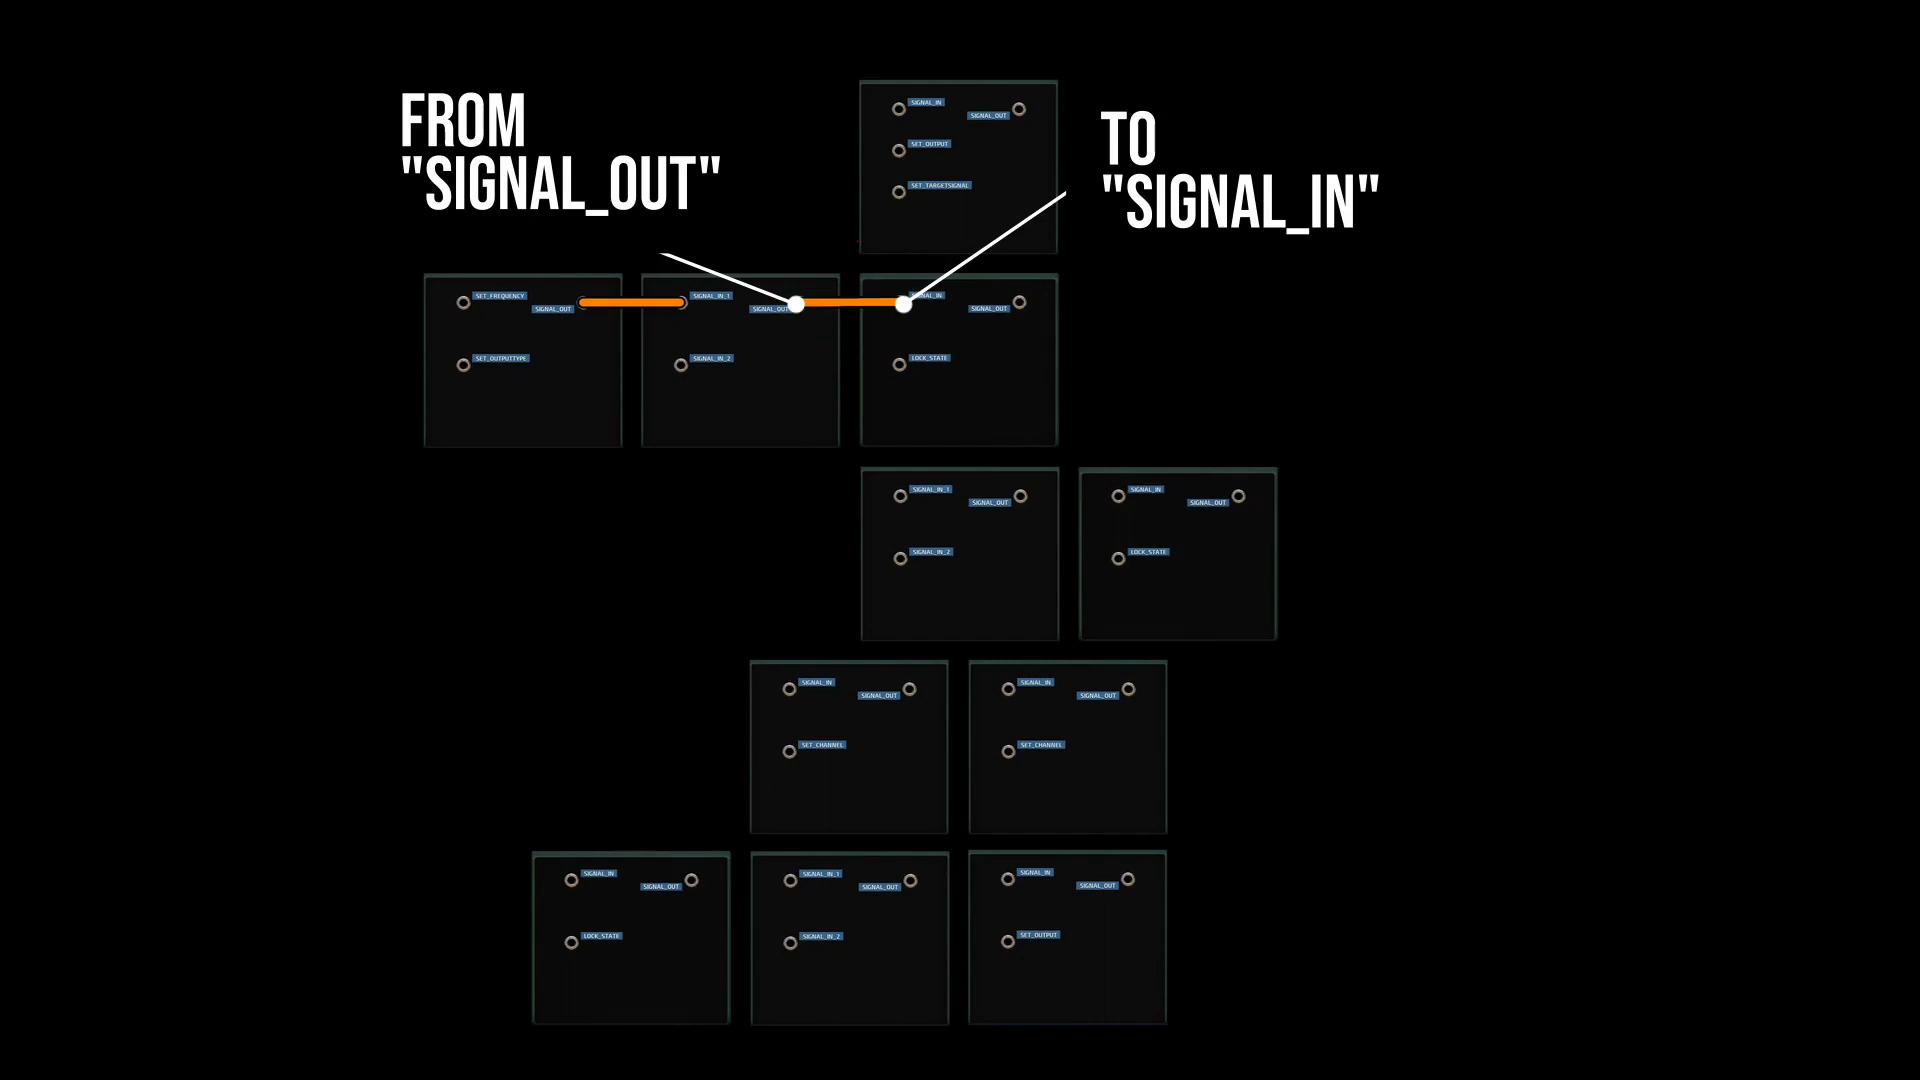 FROM
"SIGNAL_OUT"
TO
"SIGNAL_IN"
SIGNAL_IN
SIGNAL_OUT
SET_OUTPUT
SET_TARGETSIGNAL
SET_FREQUENCY
SIGNAL_OUT
SET_OUTPUTTYPE
SIGNAL_IN_1
SIGNAL_OUT
SIGNAL_IN_2
SIGNAL_IN
SIGNAL_OUT
LOCK_STATE
SIGNAL_IN_1
SIGNAL_OUT
SIGNAL_IN_2
SIGNAL_IN
SIGNAL_OUT
LOCK_STATE
SIGNAL_IN
SIGNAL_OUT
SET_CHANNEL
SIGNAL_IN
SIGNAL_OUT
SET_CHANNEL
SIGNAL_IN
SIGNAL_OUT
LOCK_STATE
SIGNAL_IN_1
SIGNAL_OUT
SIGNAL_IN_2
SIGNAL_IN
SIGNAL_OUT
SET_OUTPUT